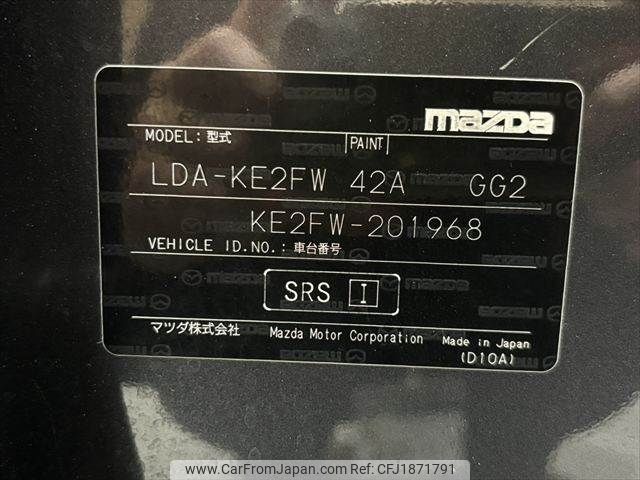 mazda
MODEL: 型式 PAINT
LDA-KE2FW 42A GG2
KE2FW-201968
VEHICLE ID.NO.: 車台番号
SRS I
マツダ株式会社 Mazda Motor Corporation Made in Japan
(D10A)
©CarFromJapan www.carfromjapan.com Ref.ID: CFJ1871791